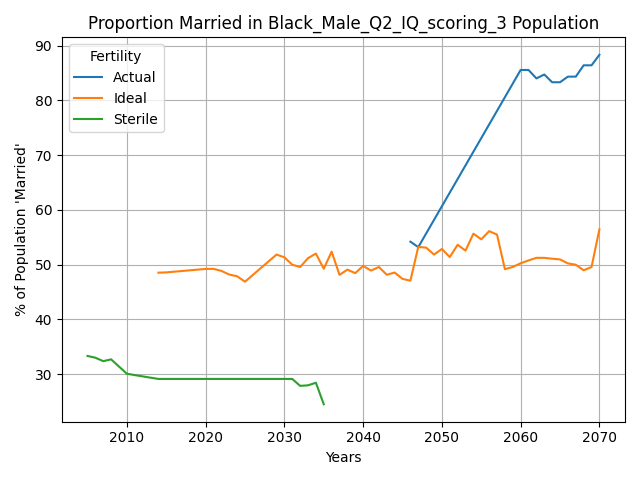 Proportion Married in Black_Male_Q2_IQ_scoring_3 Population
% of Population 'Married'
90
80
70
60
50
40
30
Fertility
Actual
Ideal
Sterile
2010
2020
2030
2040
2050
2060
2070
Years